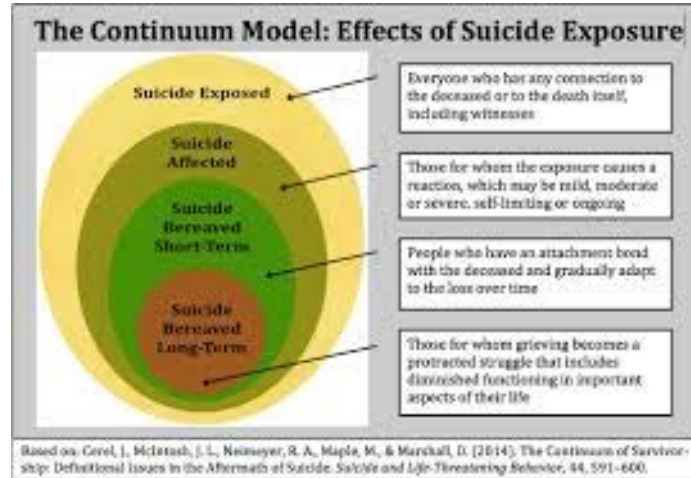 The Continuum Model: Effects of Suicide Exposure
Suicide Exposed
Everyone who has any connection to
the deceased or to the death itself,
including witnesses
Suicide
Affected
Those for whom the exposure causes a
reaction, which may be mild, moderate
or severe, self-limiting or ongoing
Suicide
Bereaved
Short-Term
People who have an attachment bond
with the deceased and gradually adapt
to the loss over time
Suicide
Bereaved
Long-Term
Those for whom grieving becomes a
protracted struggle that includes
diminished functioning in important
aspects of their life
Based on: Cerel, J., McIntosh, J. L., Neimeyer, R. A., Maple, M., & Marshall, D. (2014). The Continuum of Survivor-
ship: Definitional Issues in the Aftermath of Suicide. Suicide and Life-Threatening Behavior, 44, 591–600.